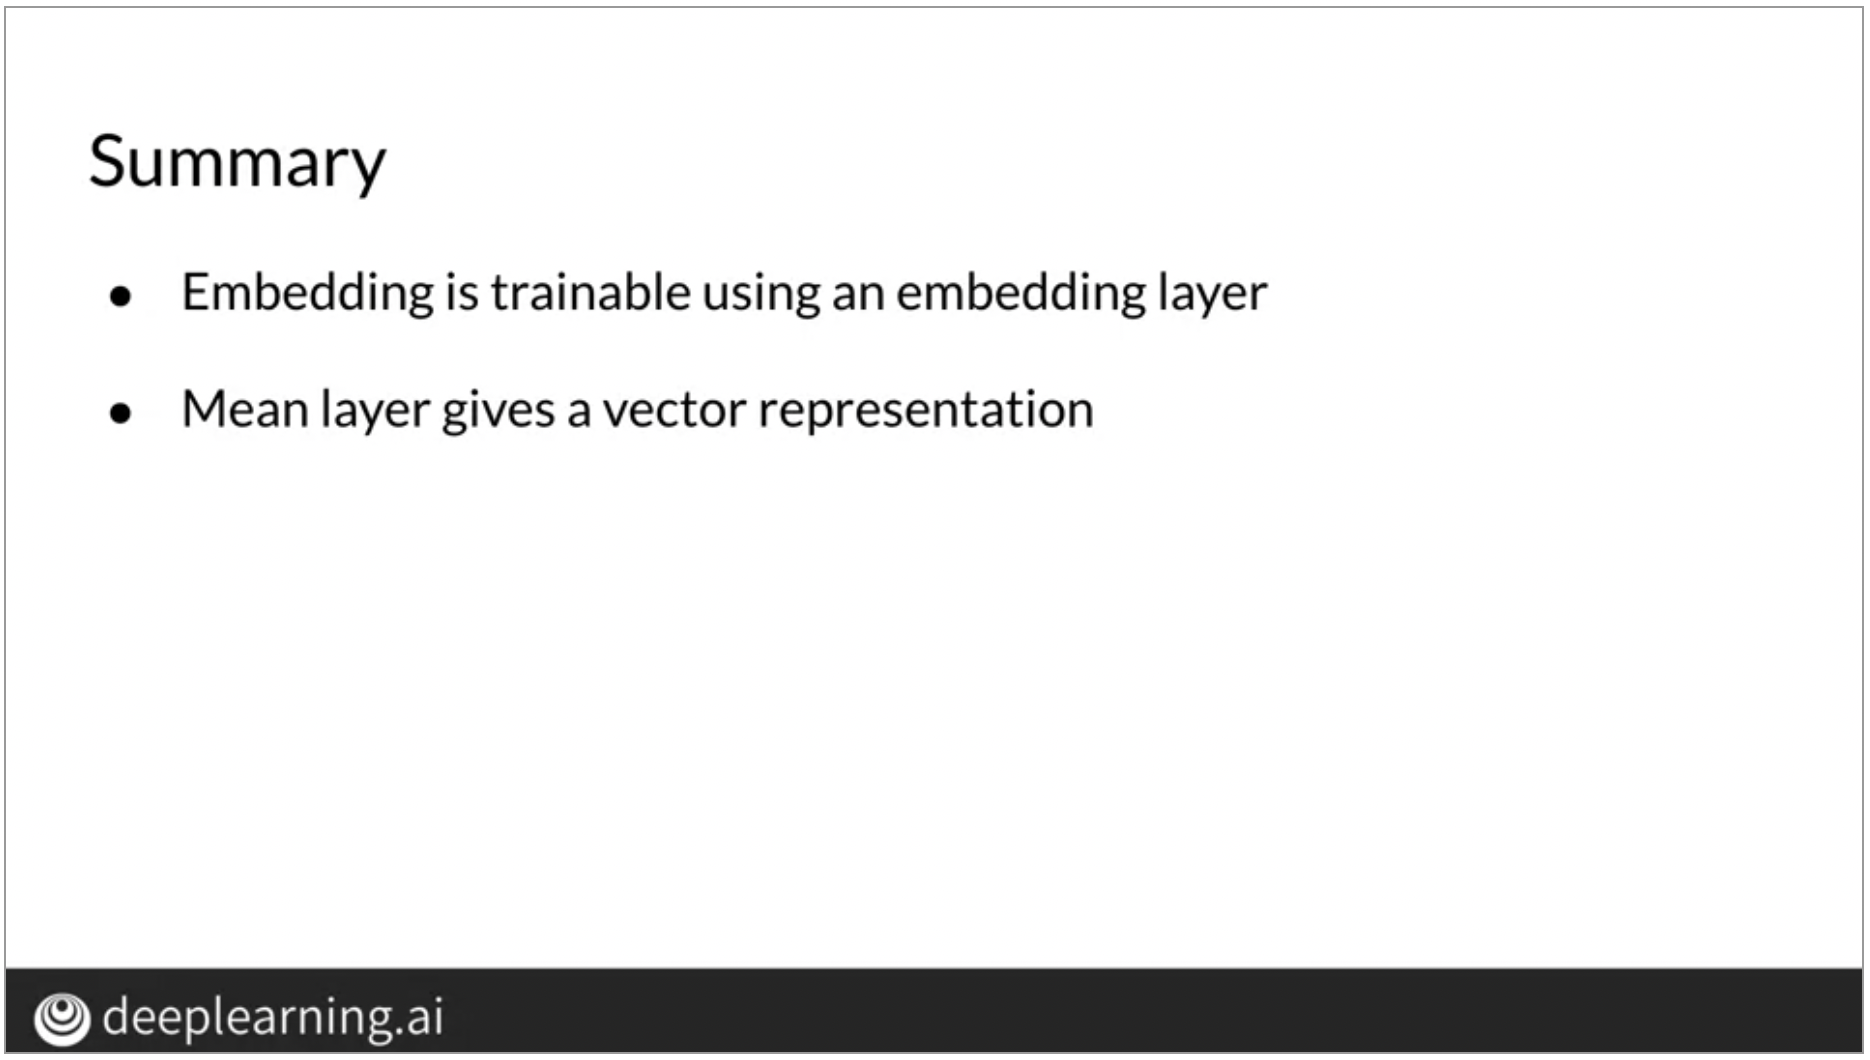 Summary
● Embedding is trainable using an embedding layer
● Mean layer gives a vector representation
deeplearning.ai